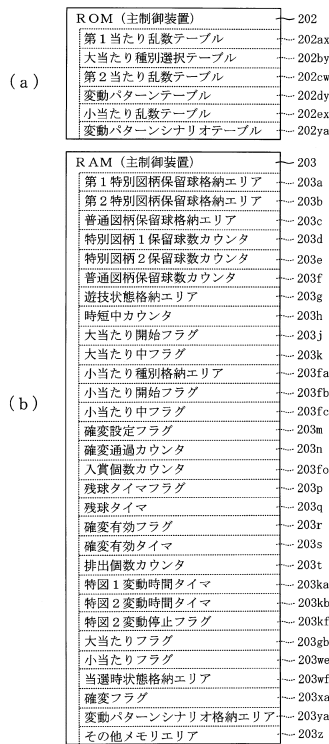 (a)
ROM（主制御装置） 202
第１当たり乱数テーブル 202ax
大当たり種別選択テーブル 202by
第２当たり乱数テーブル 202cw
変動パターンテーブル 202dy
小当たり乱数テーブル 202ex
変動パターンシナリオテーブル 202ya
(b)
RAM（主制御装置） 203
第１特別図柄保留球格納エリア 203a
第２特別図柄保留球格納エリア 203b
普通図柄保留球格納エリア 203c
特別図柄１保留球数カウンタ 203d
特別図柄２保留球数カウンタ 203e
普通図柄保留球数カウンタ 203f
遊技状態格納エリア 203g
時短中カウンタ 203h
大当たり開始フラグ 203j
大当たり中フラグ 203k
小当たり種別格納エリア 203fa
小当たり開始フラグ 203fb
小当たり中フラグ 203fc
確変設定フラグ 203m
確変通過カウンタ 203n
入賞個数カウンタ 203fo
残球タイマフラグ 203p
残球タイマ 203q
確変有効フラグ 203r
確変有効タイマ 203s
排出個数カウンタ 203t
特図１変動時間タイマ 203ka
特図２変動時間タイマ 203kb
特図２変動停止フラグ 203kf
大当たりフラグ 203gb
小当たりフラグ 203we
当選時状態格納エリア 203wf
確変フラグ 203xa
変動パターンシナリオ格納エリア 203ya
その他メモリエリア 203z